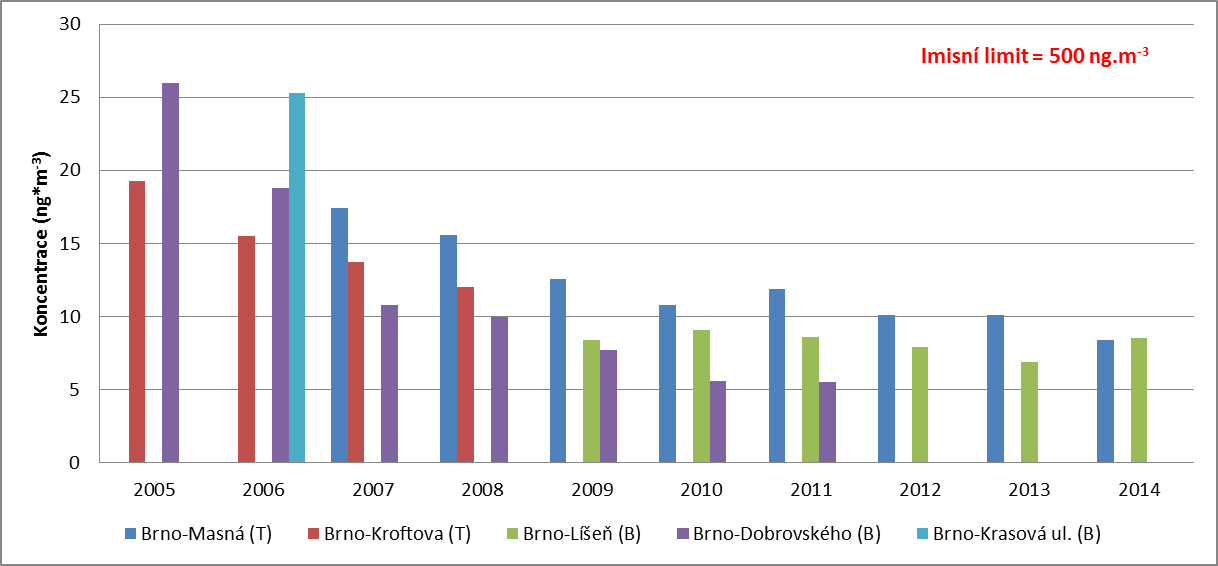 Imisní limit = 500 ng.m-3
Koncentrace (ng*m-3)
30
25
20
15
10
5
0
2005 2006 2007 2008 2009 2010 2011 2012 2013 2014
Brno-Masná (T) Brno-Kroftova (T) Brno-Líšeň (B) Brno-Dobrovského (B) Brno-Krasová ul. (B)